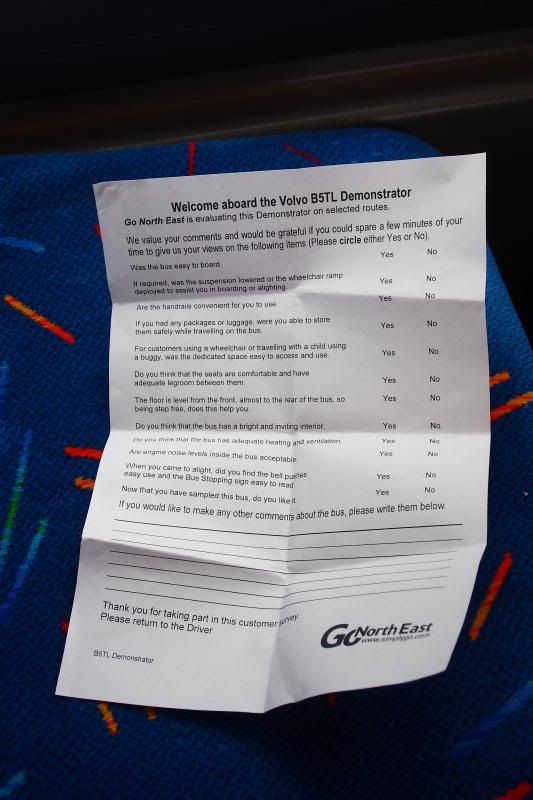 Welcome aboard the Volvo B5TL Demonstrator
Go North East is evaluating this Demonstrator on selected routes.
We value your comments and would be grateful if you could spare a few minutes of your
time to give us your views on the following items (Please circle either Yes or No).
Was the bus easy to board. Yes No
If required, was the suspension lowered or the wheelchair ramp
deployed to assist you in boarding or alighting. Yes No
Are the handrails convenient for you to use. Yes No
If you had any packages or luggage, were you able to store
them safely while travelling on the bus. Yes No
For customers using a wheelchair or travelling with a child using
a buggy, was the dedicated space easy to access and use. Yes No
Do you think that the seats are comfortable and have
adequate legroom between them. Yes No
The floor is level from the front, almost to the rear of the bus, so
being step free, does this help you. Yes No
Do you think that the bus has a bright and inviting interior. Yes No
Do you think that the bus has adequate heating and ventilation. Yes No
Are engine noise levels inside the bus acceptable. Yes No
When you came to alight, did you find the bell pushes
easy use and the Bus Stopping sign easy to read. Yes No
Now that you have sampled this bus, do you like it. Yes No
If you would like to make any other comments about the bus, please write them below.
Thank you for taking part in this customer survey.
Please return to the Driver
Go North East
www.simplygo.com
B5TL Demonstrator